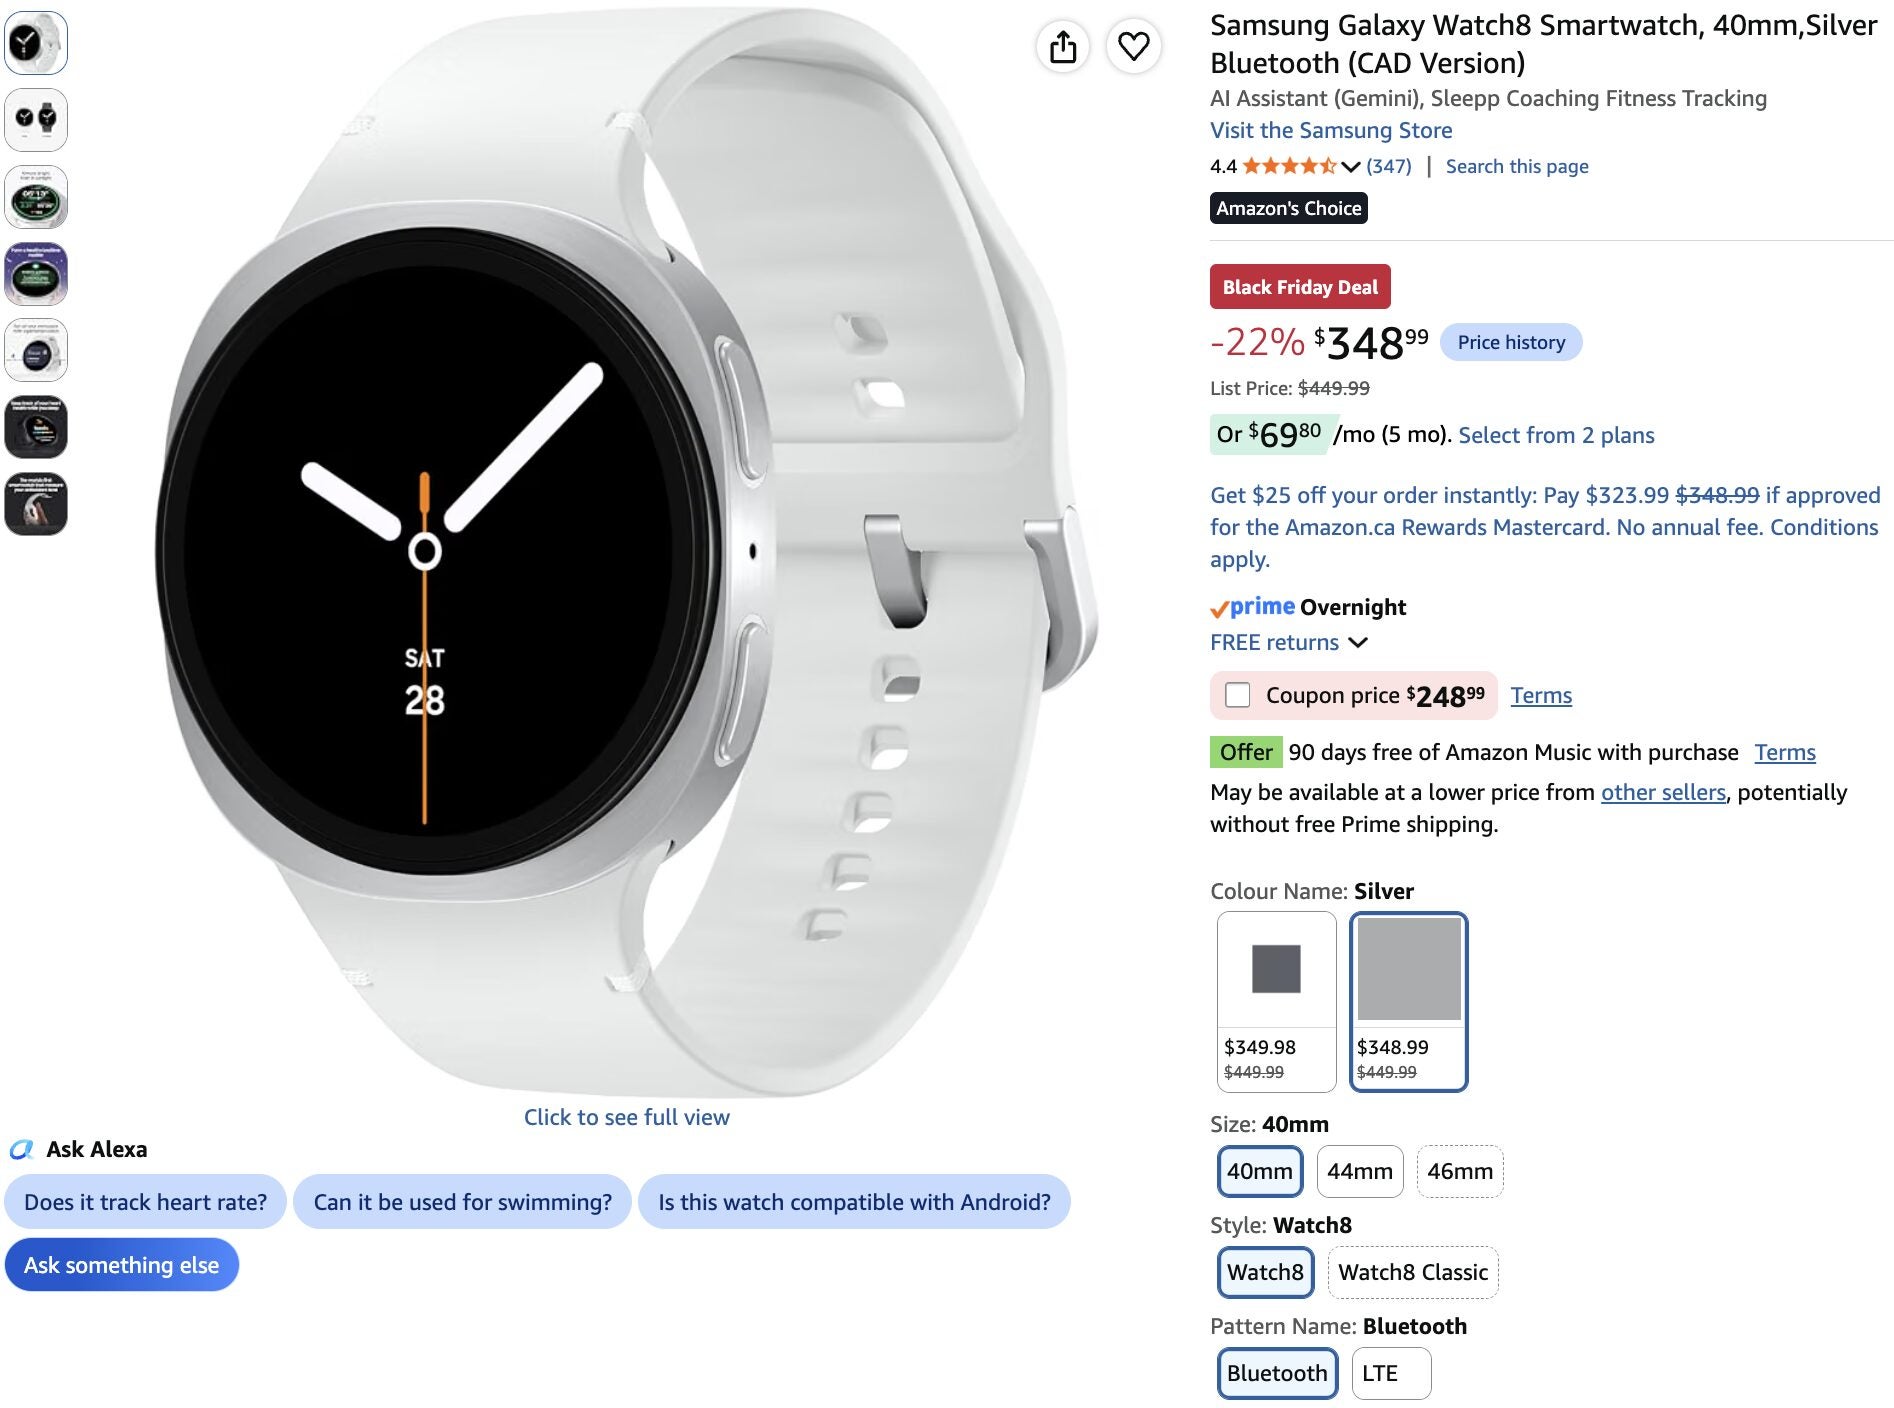 Samsung Galaxy Watch8 Smartwatch, 40mm,Silver
Bluetooth (CAD Version)
AI Assistant (Gemini), Sleepp Coaching Fitness Tracking
Visit the Samsung Store
4.4 (347) | Search this page
Amazon's Choice
Black Friday Deal
-22% $348.99 Price history
List Price: $449.99
Or $69.80 /mo (5 mo). Select from 2 plans
Get $25 off your order instantly: Pay $323.99 $348.99 if approved
for the Amazon.ca Rewards Mastercard. No annual fee. Conditions
apply.
prime Overnight
FREE returns
Coupon price $248.99 Terms
Offer 90 days free of Amazon Music with purchase Terms
May be available at a lower price from other sellers, potentially
without free Prime shipping.
Colour Name: Silver
$349.98 $348.99
$449.99 $449.99
Size: 40mm
40mm 44mm 46mm
Style: Watch8
Watch8 Watch8 Classic
Pattern Name: Bluetooth
Bluetooth LTE
SAT
28
Click to see full view
Ask Alexa
Does it track heart rate? Can it be used for swimming? Is this watch compatible with Android?
Ask something else